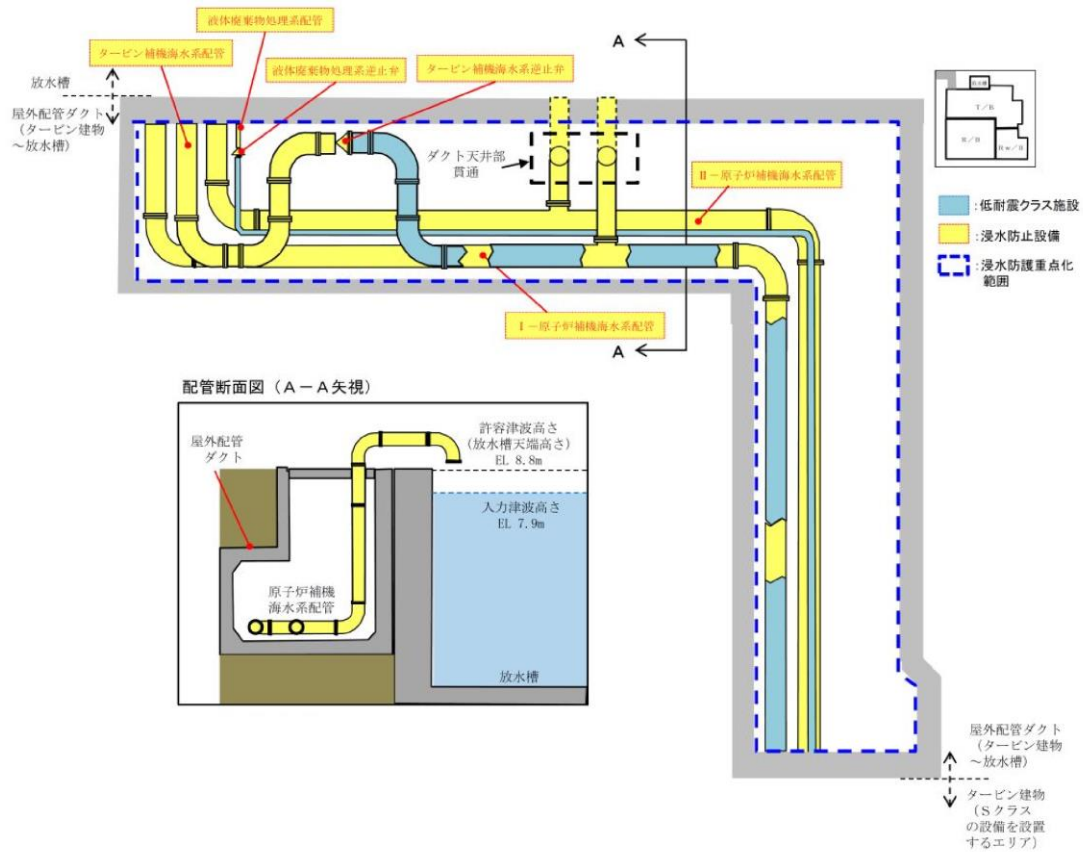 液体廃棄物処理系配管
タービン補機海水系配管
液体廃棄物処理系逆止弁
タービン補機海水系逆止弁
A
放水槽
屋外配管ダクト
(タービン建物
～放水槽)
ダクト天井部
貫通
Ⅱ－原子炉補機海水系配管
T/B
R/B
Rw/B
:低耐震クラス施設
:浸水防止設備
:浸水防護重点化
範囲
Ⅰ－原子炉補機海水系配管
A
配管断面図（A－A矢視）
屋外配管
ダクト
許容津波高さ
(放水槽天端高さ)
EL 8.8m
入力津波高さ
EL 7.9m
原子炉補機
海水系配管
放水槽
屋外配管ダクト
(タービン建物
～放水槽)
タービン建物
(Sクラス
の設備を設置
するエリア)